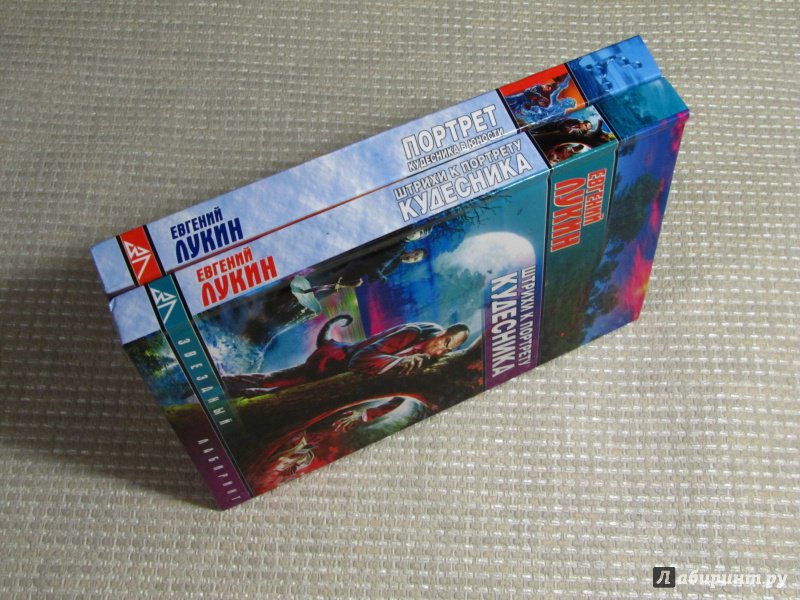 ЕВГЕНИЙ
ЛУКИН
ПОРТРЕТ
КУДЕСНИКА В ЮНОСТИ
ЕВГЕНИЙ
ЛУКИН
ШТРИХИ К ПОРТРЕТУ
КУДЕСНИКА
ЗВЕЗДНЫЙ
ЛАБИРИНТ
ШТРИХИ К ПОРТРЕТУ
КУДЕСНИКА
ЕВГЕНИЙ
ЛУКИН
Лабиринт.ру